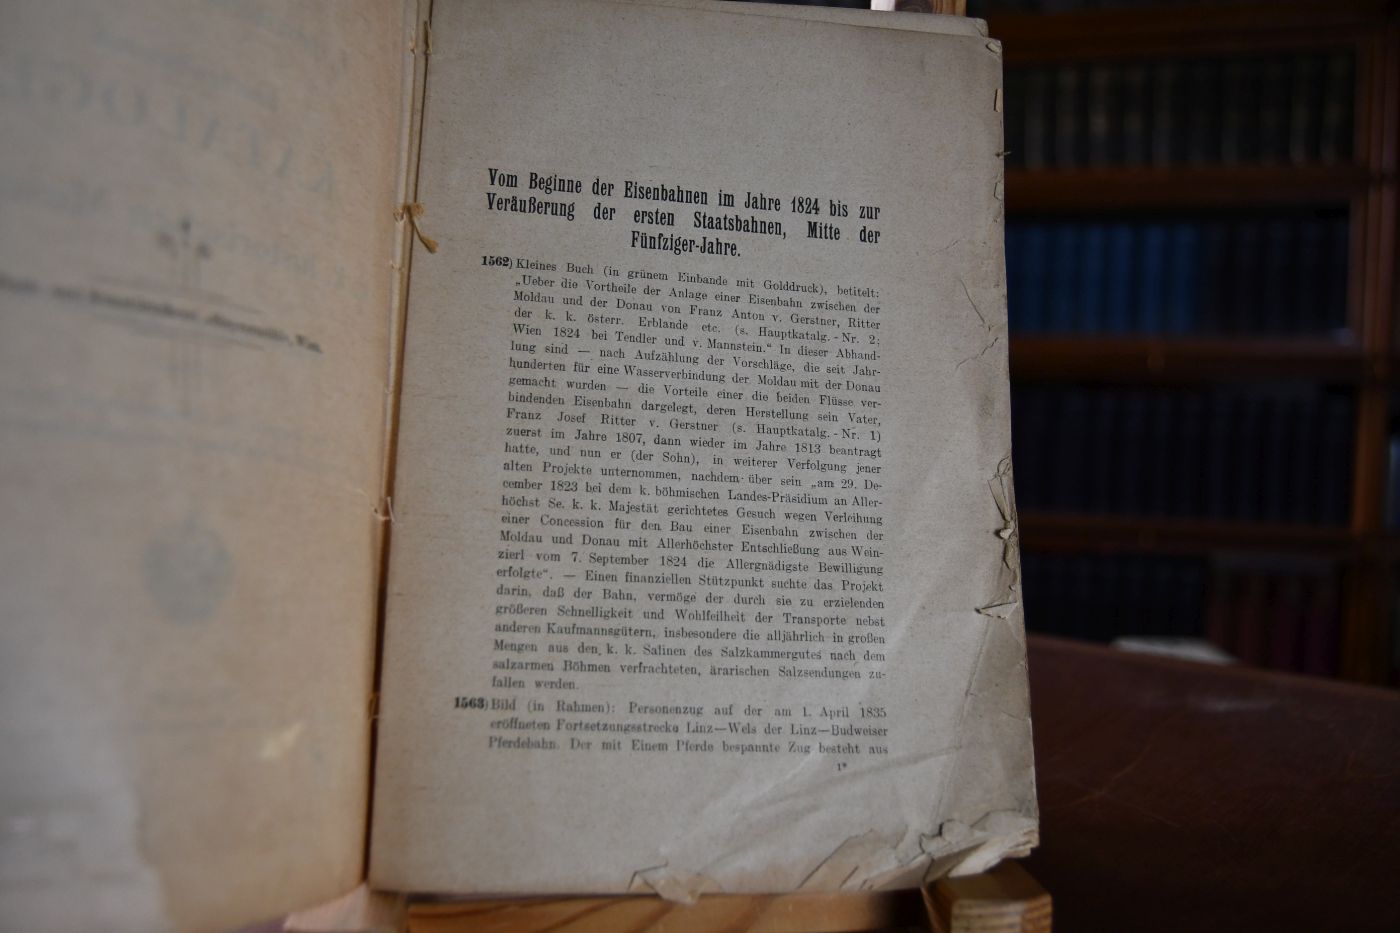 Vom Beginne der Eisenbahnen im Jahre 1824 bis zur
Veräußerung der ersten Staatsbahnen, Mitte der
Fünfziger-Jahre.
1562) Kleines Buch (in grünem Einbande mit Golddruck), betitelt:
„Ueber die Vortheile der Anlage einer Eisenbahn zwischen der
Moldau und der Donau von Franz Anton v. Gerstner, Ritter
der k. k. österr. Erblande etc. (s. Hauptkatalg. - Nr. 2;
Wien 1824 bei Tendler und v. Mannstein.“ In dieser Abhand-
lung sind — nach Aufzählung der Vorschläge, die seit Jahr-
hunderten für eine Wasserverbindung der Moldau mit der Donau
gemacht wurden — die Vorteile einer die beiden Flüsse ver-
bindenden Eisenbahn dargelegt, deren Herstellung sein Vater,
Franz Josef Ritter v. Gerstner (s. Hauptkatalg. - Nr. 1)
zuerst im Jahre 1807, dann wieder im Jahre 1813 beantragt
hatte, und nun er (der Sohn), in weiterer Verfolgung jener
alten Projekte unternommen, nachdem über sein „am 29. De-
cember 1823 bei dem k. böhmischen Landes-Präsidium an Aller-
höchst Se. k. k. Majestät gerichtetes Gesuch wegen Verleihung
einer Concession für den Bau einer Eisenbahn zwischen der
Moldau und Donau mit Allerhöchster Entschließung aus Wein-
zierl vom 7. September 1824 die Allergnädigste Bewilligung
erfolgte“. — Einen finanziellen Stützpunkt suchte das Projekt
darin, daß der Bahn, vermöge der durch sie zu erzielenden
größeren Schnelligkeit und Wohlfeilheit der Transporte nebst
anderen Kaufmannsgütern, insbesondere die alljährlich in großen
Mengen aus den k. k. Salinen des Salzkammergutes nach dem
salzarmen Böhmen verfrachteten, ärarischen Salzsendungen zu-
fallen werden.
1563) Bild (in Rahmen): Personenzug auf der am 1. April 1835
eröffneten Fortsetzungsstrecke Linz—Wels der Linz—Budweiser
Pferdebahn. Der mit Einem Pferde bespannte Zug besteht aus
1*